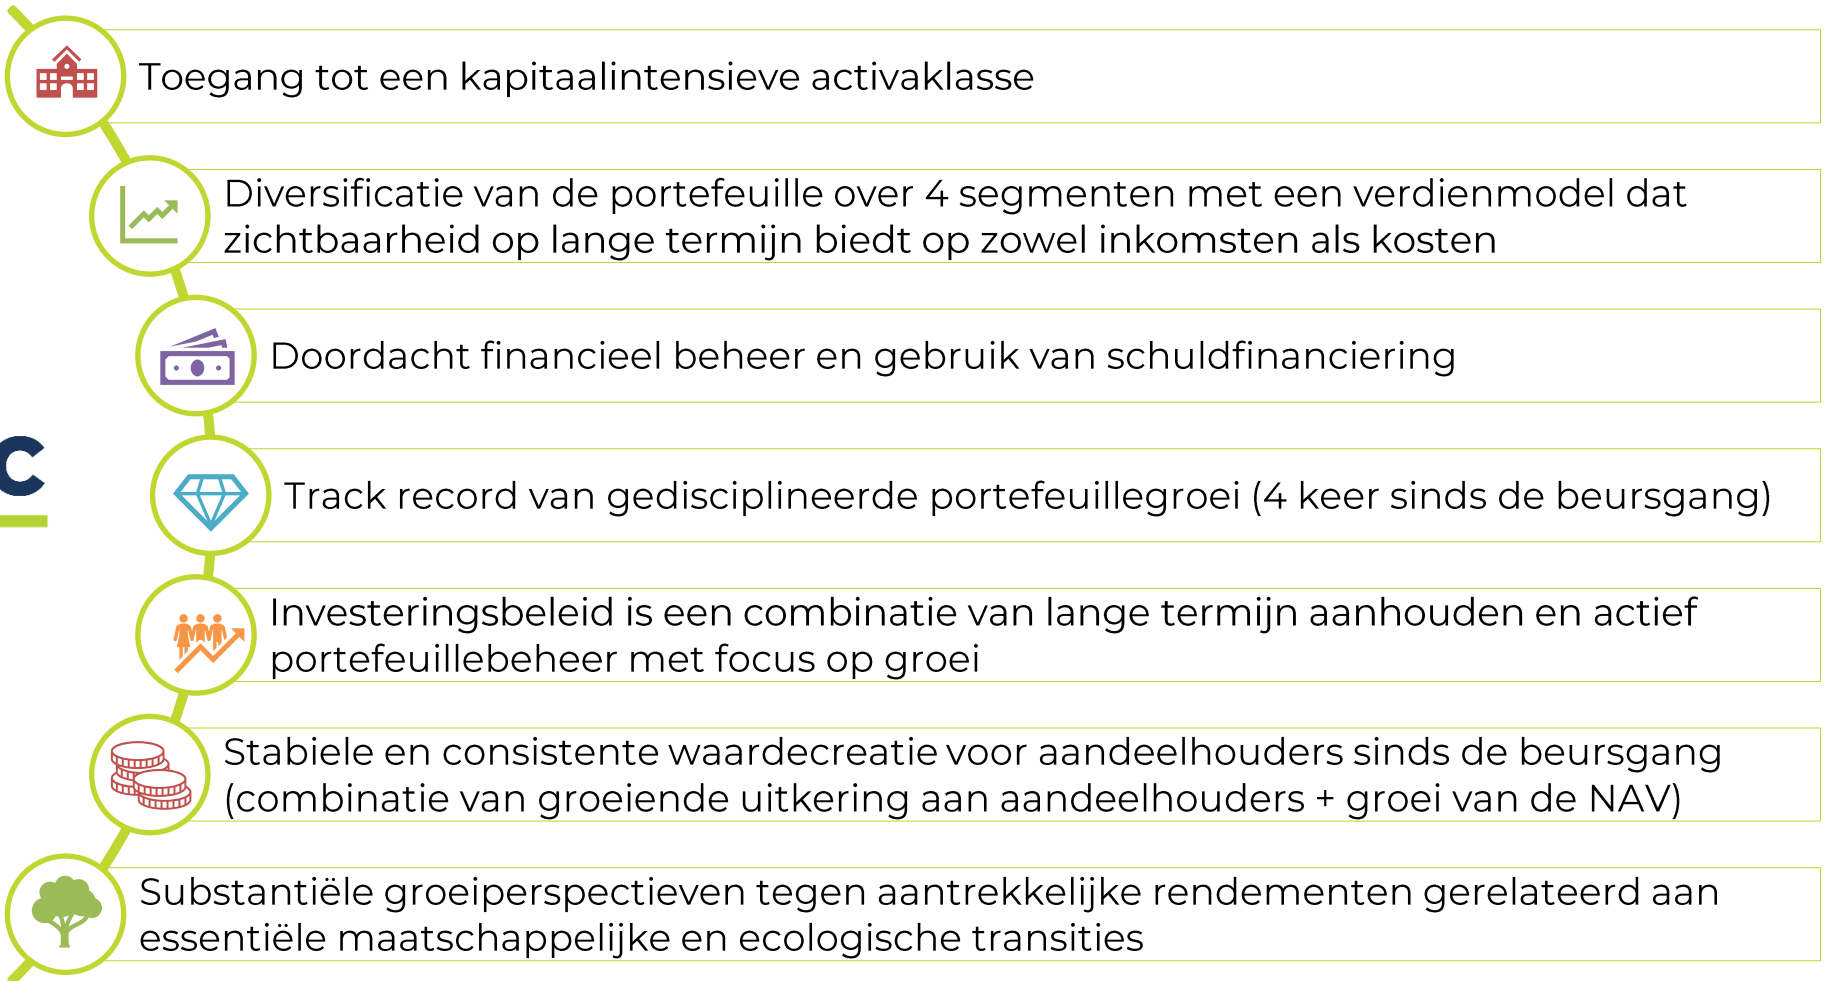 Toegang tot een kapitaalintensieve activaklasse
Diversificatie van de portefeuille over 4 segmenten met een verdienmodel dat
zichtbaarheid op lange termijn biedt op zowel inkomsten als kosten
Doordacht financieel beheer en gebruik van schuldfinanciering
C
Track record van gedisciplineerde portefeuillegroei (4 keer sinds de beursgang)
Investeringsbeleid is een combinatie van lange termijn aanhouden en actief
portefeuillebeheer met focus op groei
Stabiele en consistente waardecreatie voor aandeelhouders sinds de beursgang
(combinatie van groeiende uitkering aan aandeelhouders + groei van de NAV)
Substantiële groeiperspectieven tegen aantrekkelijke rendementen gerelateerd aan
essentiële maatschappelijke en ecologische transities